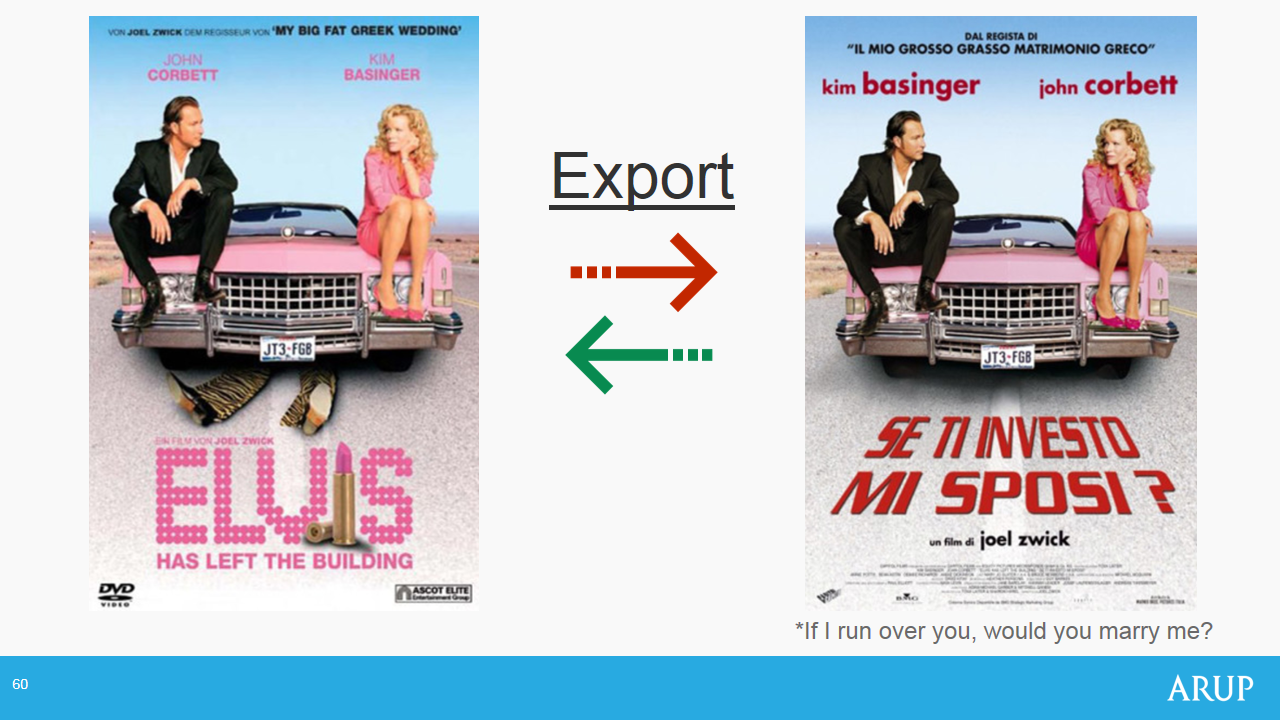 VON JOEL ZWICK DEM REGISSEUR VON 'MY BIG FAT GREEK WEDDING'
JOHN
CORBETT
KIM
BASINGER
JT3-FGB
EIN FILM VON JOEL ZWICK
ELVIS
HAS LEFT THE BUILDING
DVD
VIDEO
ASCOT ELITE
Entertainment Group
Export
DAL REGISTA DI
"IL MIO GROSSO GRASSO MATRIMONIO GRECO"
kim basinger
john corbett
JT3-FGB
SE TI INVESTO
MI SPOSI?
un film di joel zwick
BMG
*If I run over you, would you marry me?
60
ARUP